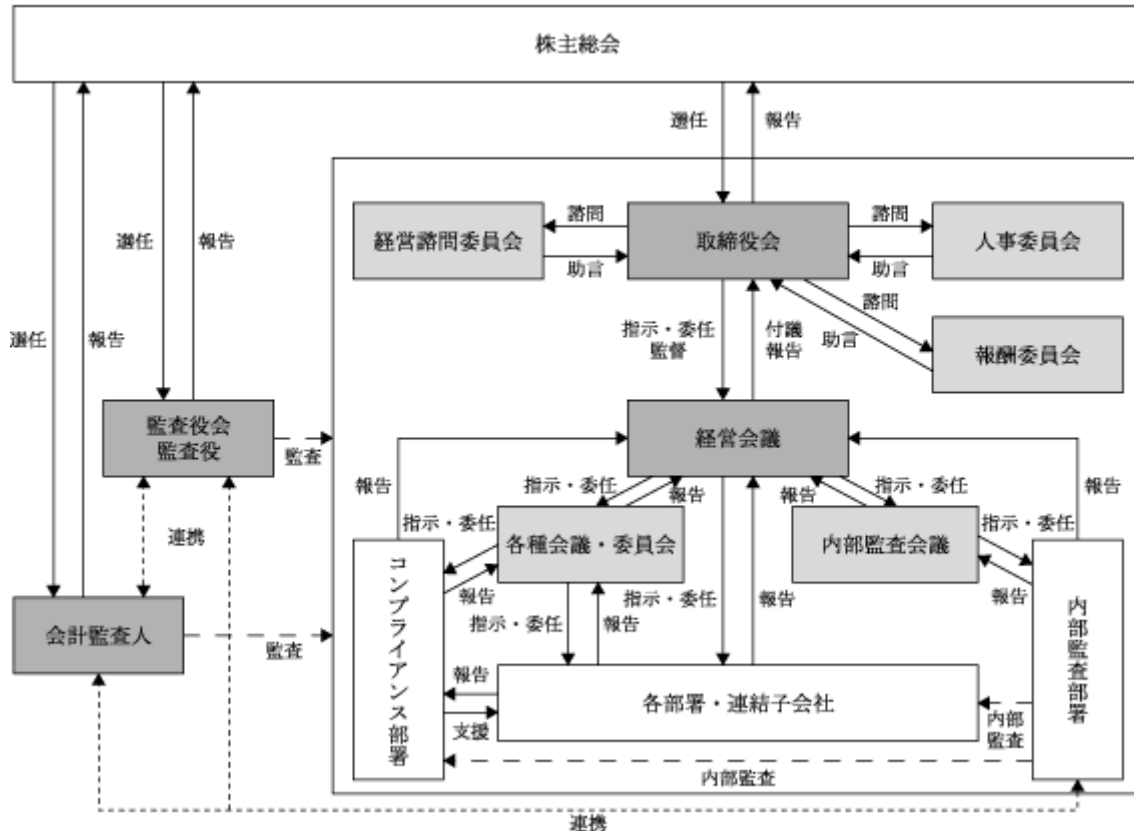 株主総会
選任
報告
選任
報告
選任
報告
経営諮問委員会
諮問
助言
取締役会
諮問
助言
人事委員会
諮問
助言
報酬委員会
指示・委任
監督
付議
報告
監査役会
監査役
監査
経営会議
報告
指示・委任
報告
指示・委任
報告
報告
連携
指示・委任
報告
各種会議・委員会
内部監査会議
指示・委任
報告
コンプライアンス部署
会計監査人
監査
指示・委任
報告
指示・委任
報告
内部監査部署
報告
支援
各部署・連結子会社
内部
監査
内部監査
連携